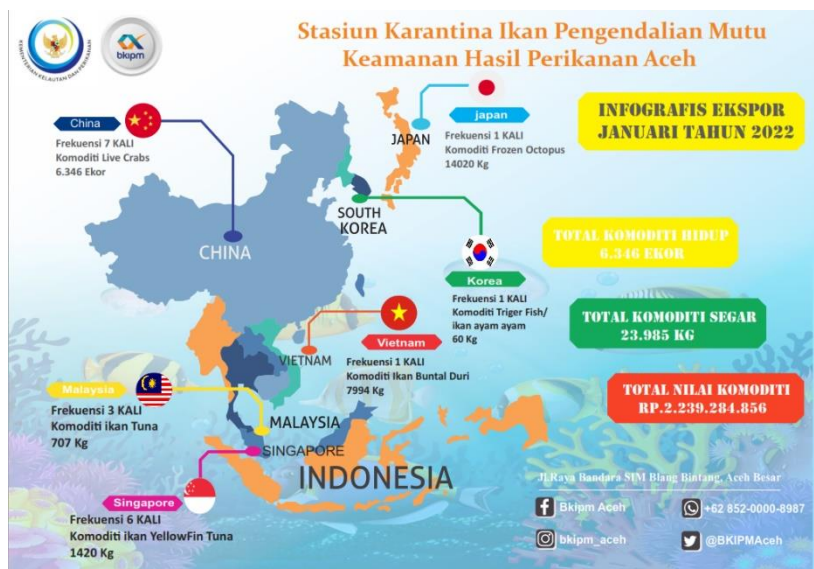 Stasiun Karantina Ikan Pengendalian Mutu
Keamanan Hasil Perikanan Aceh
KEMENTERIAN KELAUTAN DAN PERIKANAN
bkipm
INFOGRAFIS EKSPOR
JANUARI TAHUN 2022
China
Frekuensi 7 KALI
Komoditi Live Crabs
6.346 Ekor
CHINA
japan
Frekuensi 1 KALI
Komoditi Frozen Octopus
14020 Kg
JAPAN
SOUTH
KOREA
Korea
Frekuensi 1 KALI
Komoditi Triger Fish/
ikan ayam ayam
60 Kg
TOTAL KOMODITI HIDUP
6.346 EKOR
Vietnam
Frekuensi 1 KALI
Komoditi Ikan Buntal Duri
7994 Kg
VIETNAM
TOTAL KOMODITI SEGAR
23.985 KG
Malaysia
Frekuensi 3 KALI
Komoditi ikan Tuna
707 Kg
MALAYSIA
TOTAL NILAI KOMODITI
RP.2.239.284.856
SINGAPORE
INDONESIA
Singapore
Frekuensi 6 KALI
Komoditi ikan YellowFin Tuna
1420 Kg
Jl.Raya Bandara SIM Blang Bintang, Aceh Besar
Bkipm Aceh
+62 852-0000-8987
bkipm_aceh
@BKIPMAceh